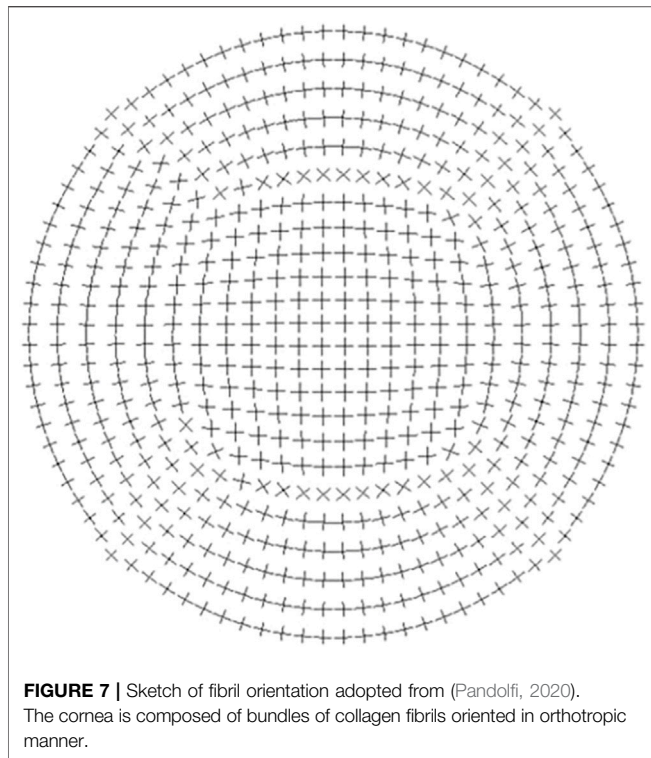 FIGURE 7 | Sketch of fibril orientation adopted from (Pandolfi, 2020).
The cornea is composed of bundles of collagen fibrils oriented in orthotropic
manner.